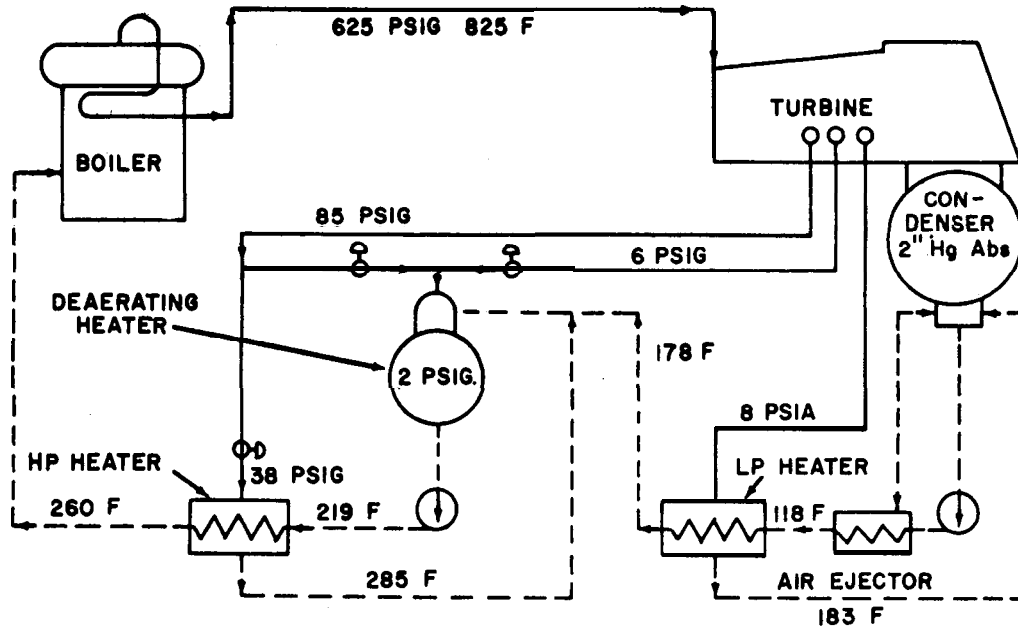 625 PSIG 825 F
TURBINE
BOILER
CON-
DENSER
2" Hg Abs
85 PSIG
6 PSIG
DEAERATING
HEATER
178 F
2 PSIG.
8 PSIA
HP HEATER
38 PSIG
LP HEATER
260 F
219 F
118 F
285 F
AIR EJECTOR
183 F